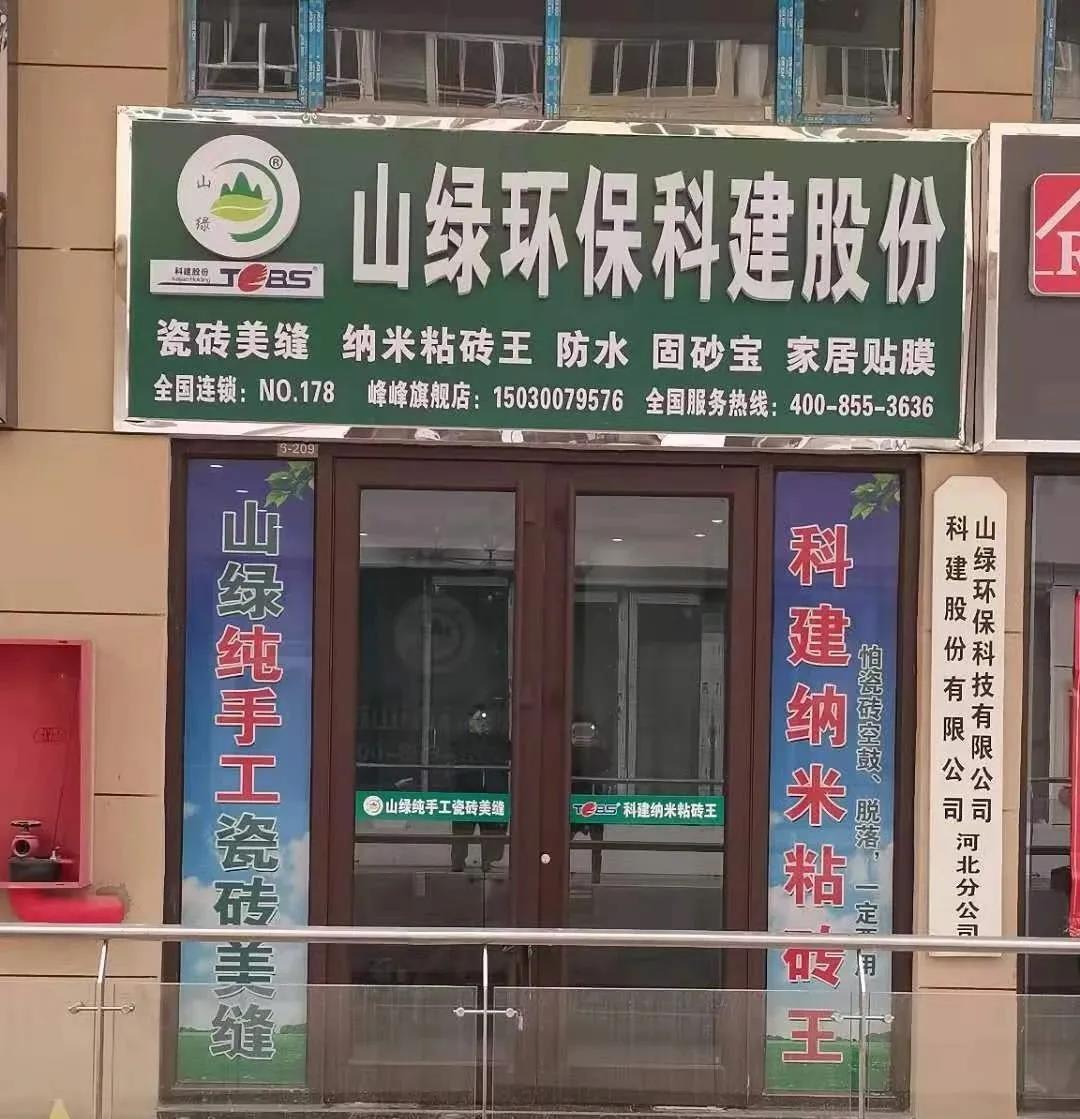 山绿
®
山绿环保科建股份
科建股份
TEBS®
瓷砖美缝 纳米粘砖王 防水 固砂宝 家居贴膜
全国连锁：NO.178 峰峰旗舰店：15030079576 全国服务热线：400-855-3636
R
S-209
山绿纯手工瓷砖美缝
山绿纯手工瓷砖美缝
TEBS® 科建纳米粘砖王
科建纳米粘砖王
怕瓷砖空鼓、脱落，一定要用
山绿环保科技有限公司
科建股份有限公司
河北分公司